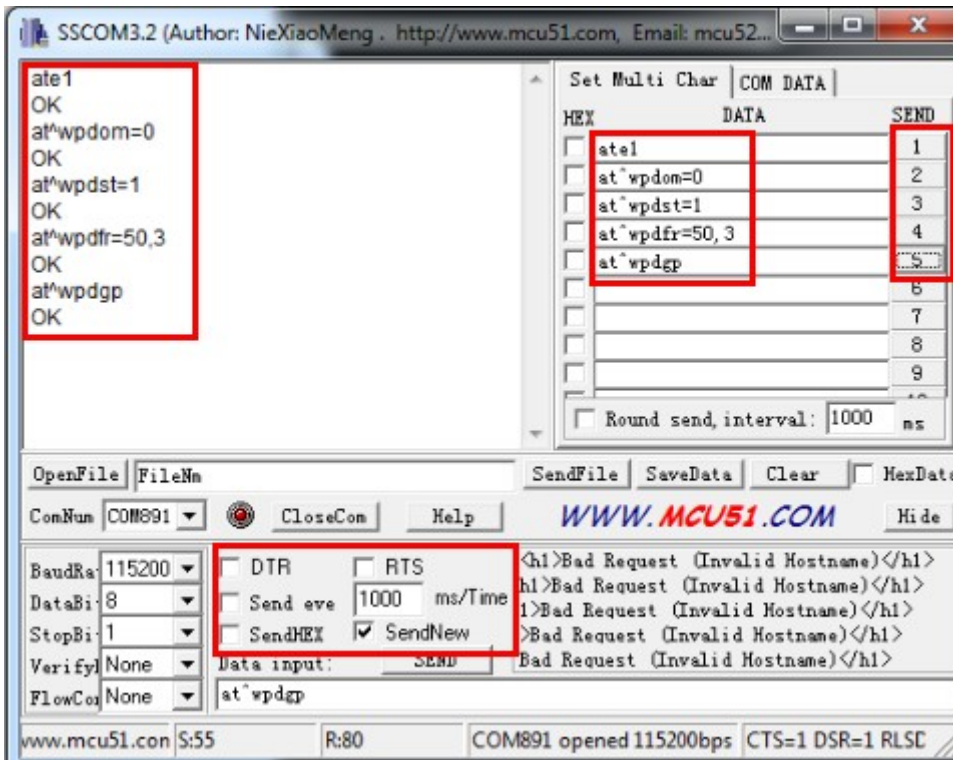 SSCOM3.2 (Author: NieXiaoMeng . http://www.mcu51.com, Email: mcu52...
ate1
OK
at^wpdom=0
OK
at^wpdst=1
OK
at^wpdfr=50,3
OK
at^wpdgp
OK
Set Multi Char COM DATA
HEX DATA SEND
ate1 1
at^wpdom=0 2
at^wpdst=1 3
at^wpdfr=50, 3 4
at^wpdgp 5
6
7
8
9
Round send, interval: 1000 ms
OpenFile FileNm SendFile SaveData Clear HexData
ComNum COM891 CloseCom Help WWW.MCU51.COM Hide
BaudRa 115200
DataBi 8
StopBi 1
VerifyI None
FlowCo None
DTR RTS
Send eve 1000 ms/Time
SendHEX SendNew
Data input: SEND
at^wpdgp
<h1>Bad Request (Invalid Hostname)</h1>
h1>Bad Request (Invalid Hostname)</h1>
1>Bad Request (Invalid Hostname)</h1>
>Bad Request (Invalid Hostname)</h1>
Bad Request (Invalid Hostname)</h1>
www.mcu51.con S:55 R:80 COM891 opened 115200bps CTS=1 DSR=1 RLSD